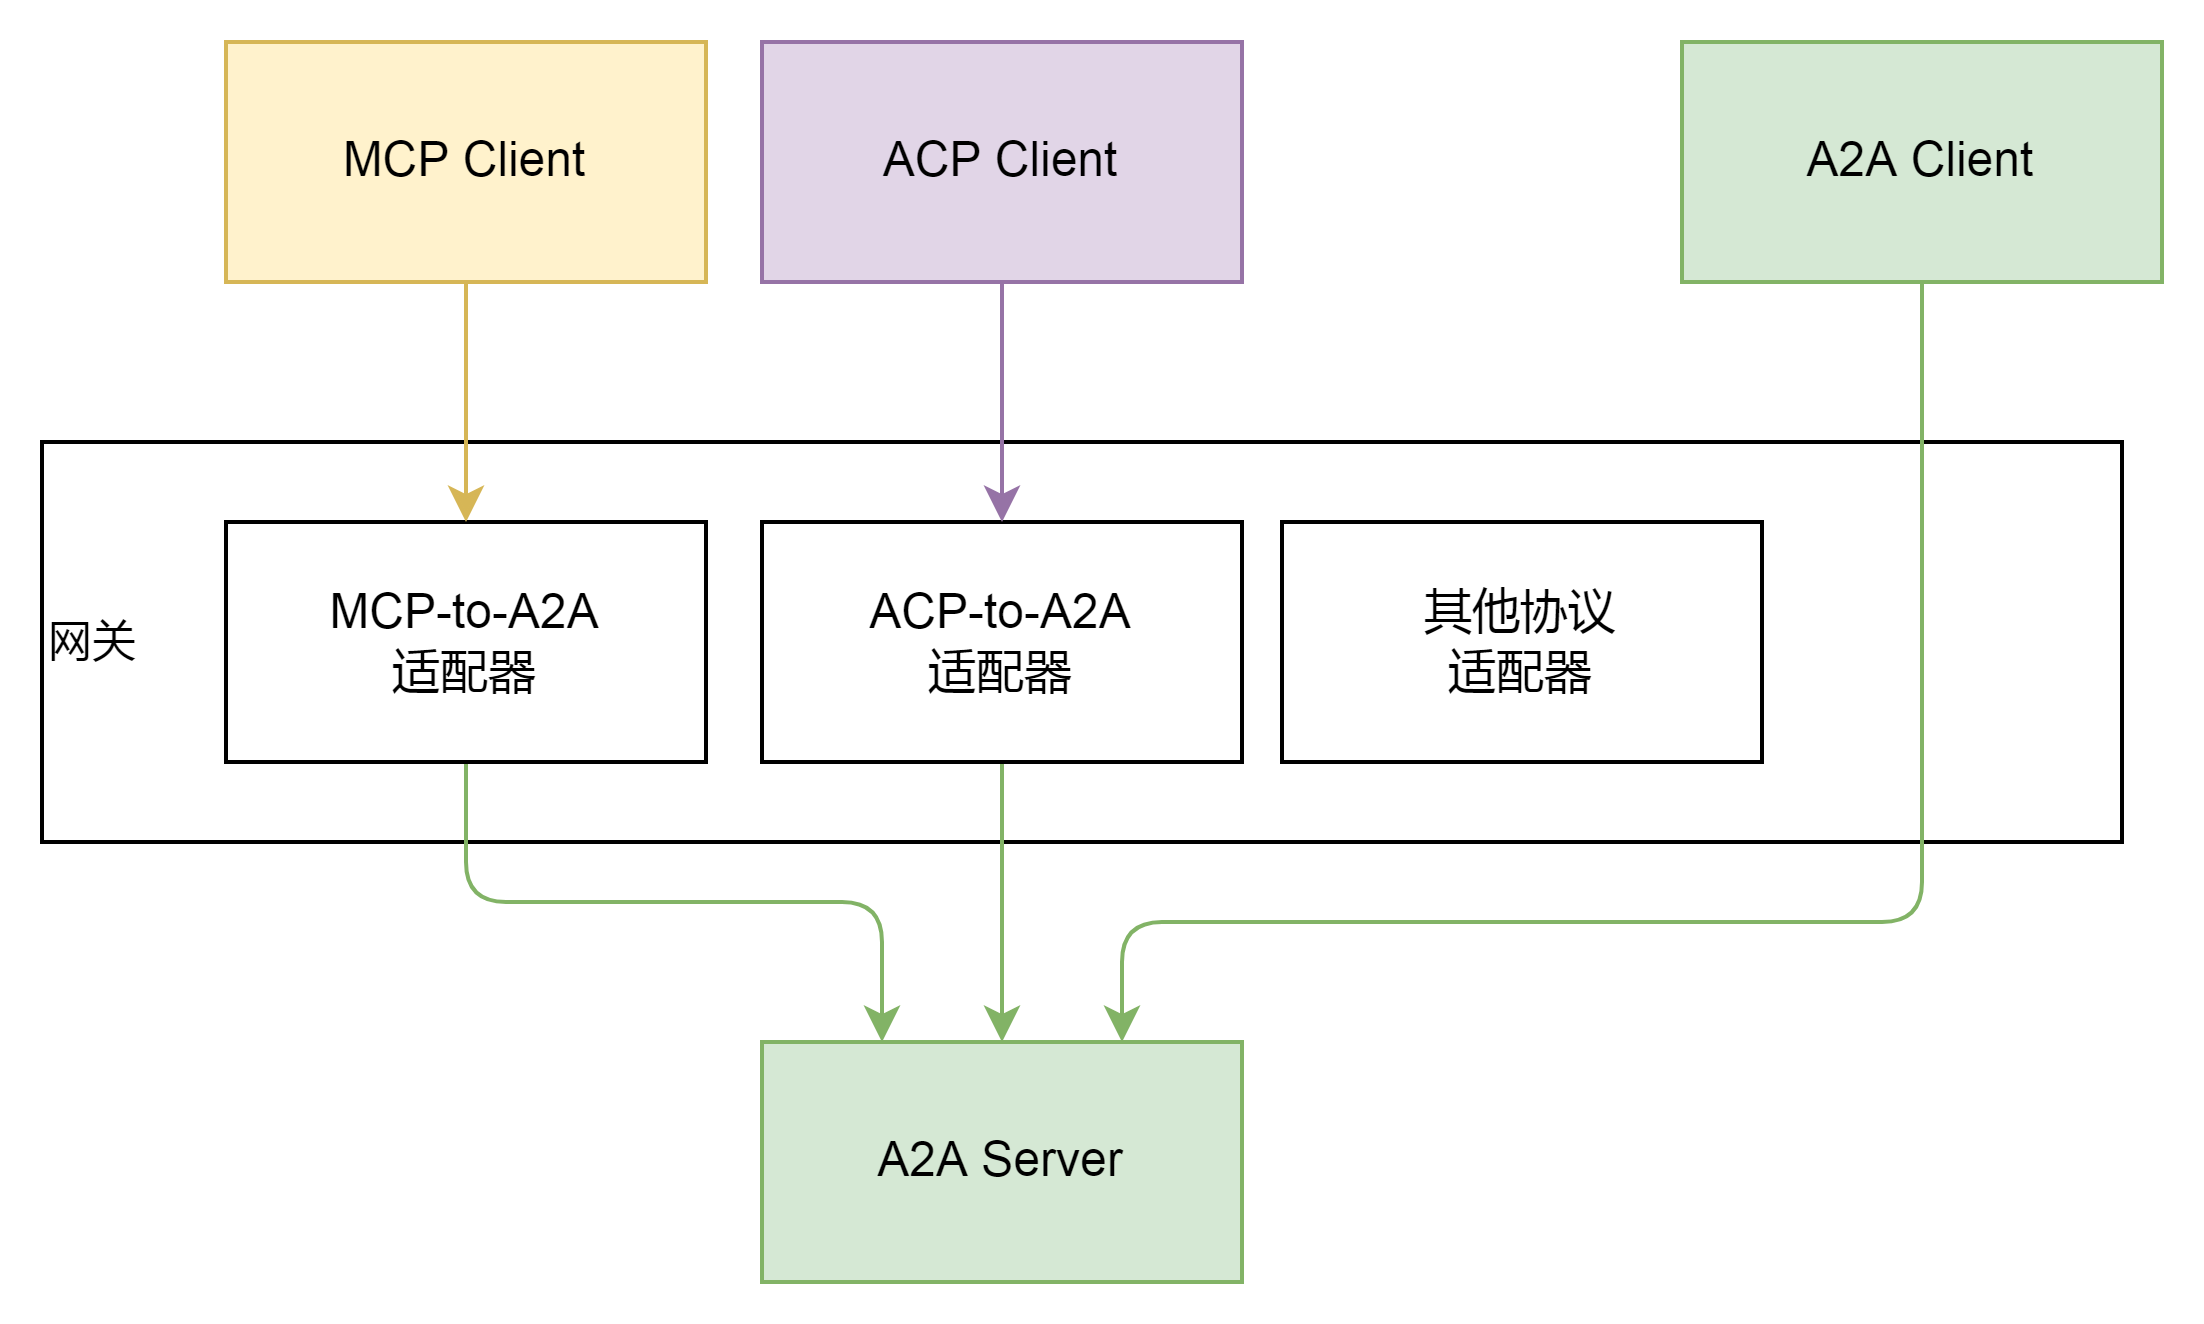 MCP Client
ACP Client
A2A Client
网关
MCP-to-A2A
适配器
ACP-to-A2A
适配器
其他协议
适配器
A2A Server